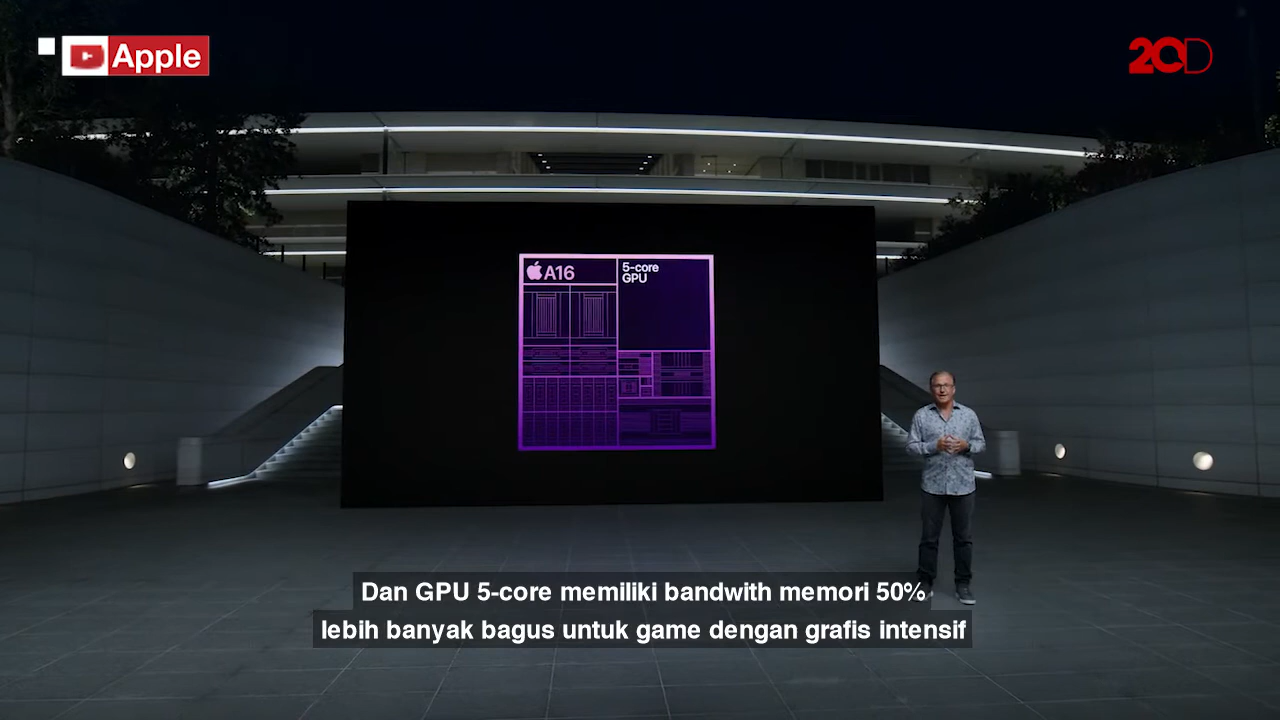 Apple
20D
A16
5-core
GPU
Dan GPU 5-core memiliki bandwith memori 50%
lebih banyak bagus untuk game dengan grafis intensif